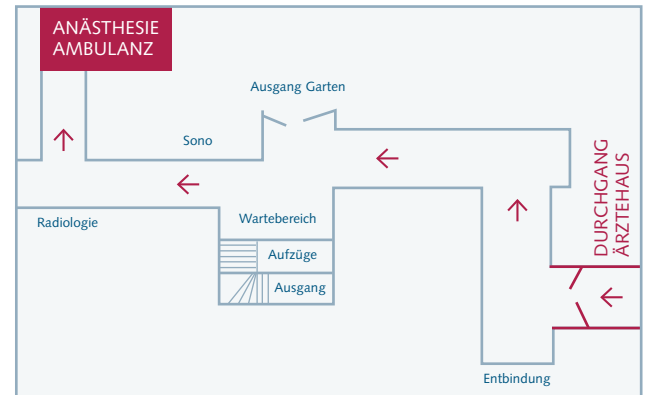 ANÄSTHESIE
AMBULANZ
Ausgang Garten
Sono
DURCHGANG
ÄRZTEHAUS
Radiologie
Wartebereich
Aufzüge
Ausgang
Entbindung